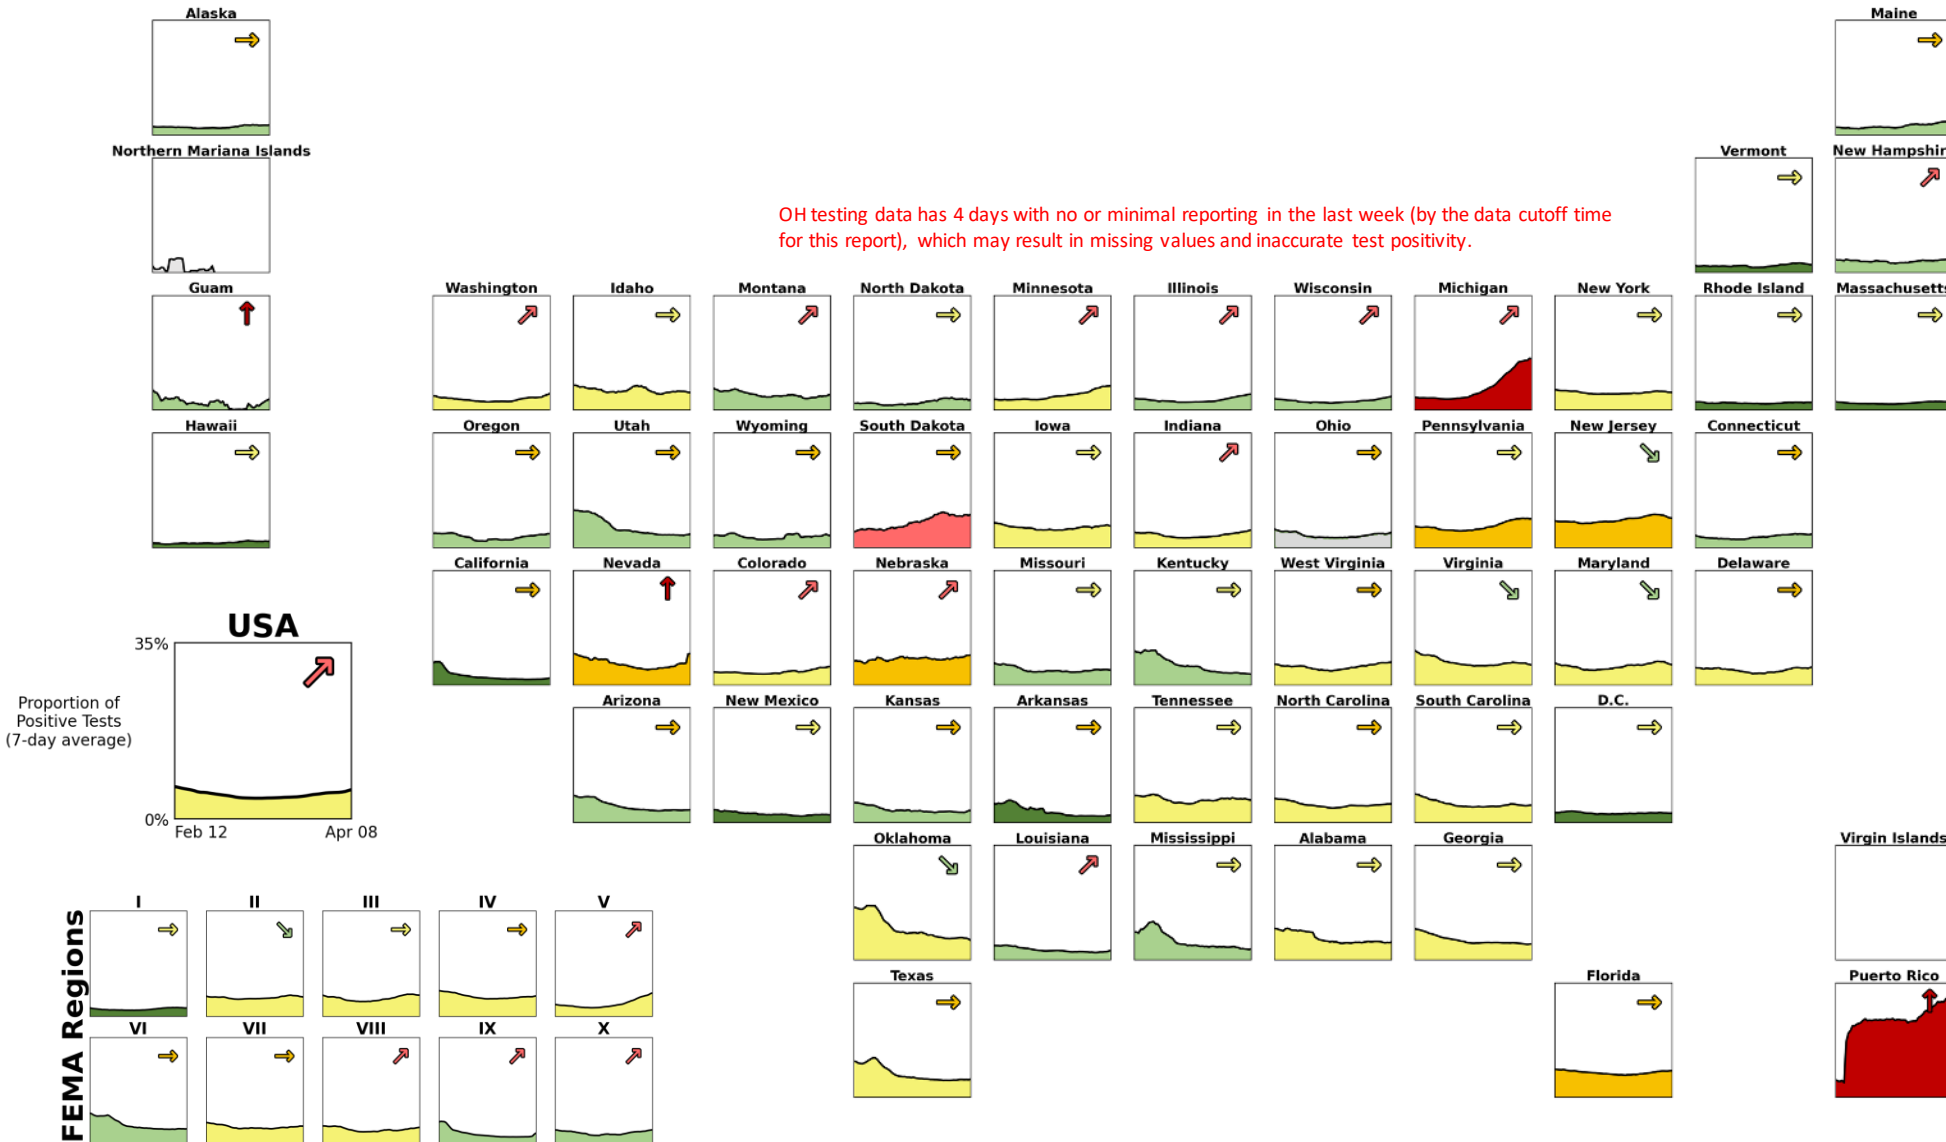 Alaska
Maine
Northern Mariana Islands
Vermont
New Hampshir
OH testing data has 4 days with no or minimal reporting in the last week (by the data cutoff time
for this report), which may result in missing values and inaccurate test positivity.
Guam
Washington
Idaho
Montana
North Dakota
Minnesota
Illinois
Wisconsin
Michigan
New York
Rhode Island
Massachusetts
Hawaii
Oregon
Utah
Wyoming
South Dakota
Iowa
Indiana
Ohio
Pennsylvania
New Jersey
Connecticut
California
Nevada
Colorado
Nebraska
Missouri
Kentucky
West Virginia
Virginia
Maryland
Delaware
USA
35%
Proportion of
Positive Tests
(7-day average)
0%
Feb 12
Apr 08
Arizona
New Mexico
Kansas
Arkansas
Tennessee
North Carolina
South Carolina
D.C.
Oklahoma
Louisiana
Mississippi
Alabama
Georgia
Virgin Islands
Texas
Florida
Puerto Rico
FEMA Regions
I
II
III
IV
V
VI
VII
VIII
IX
X